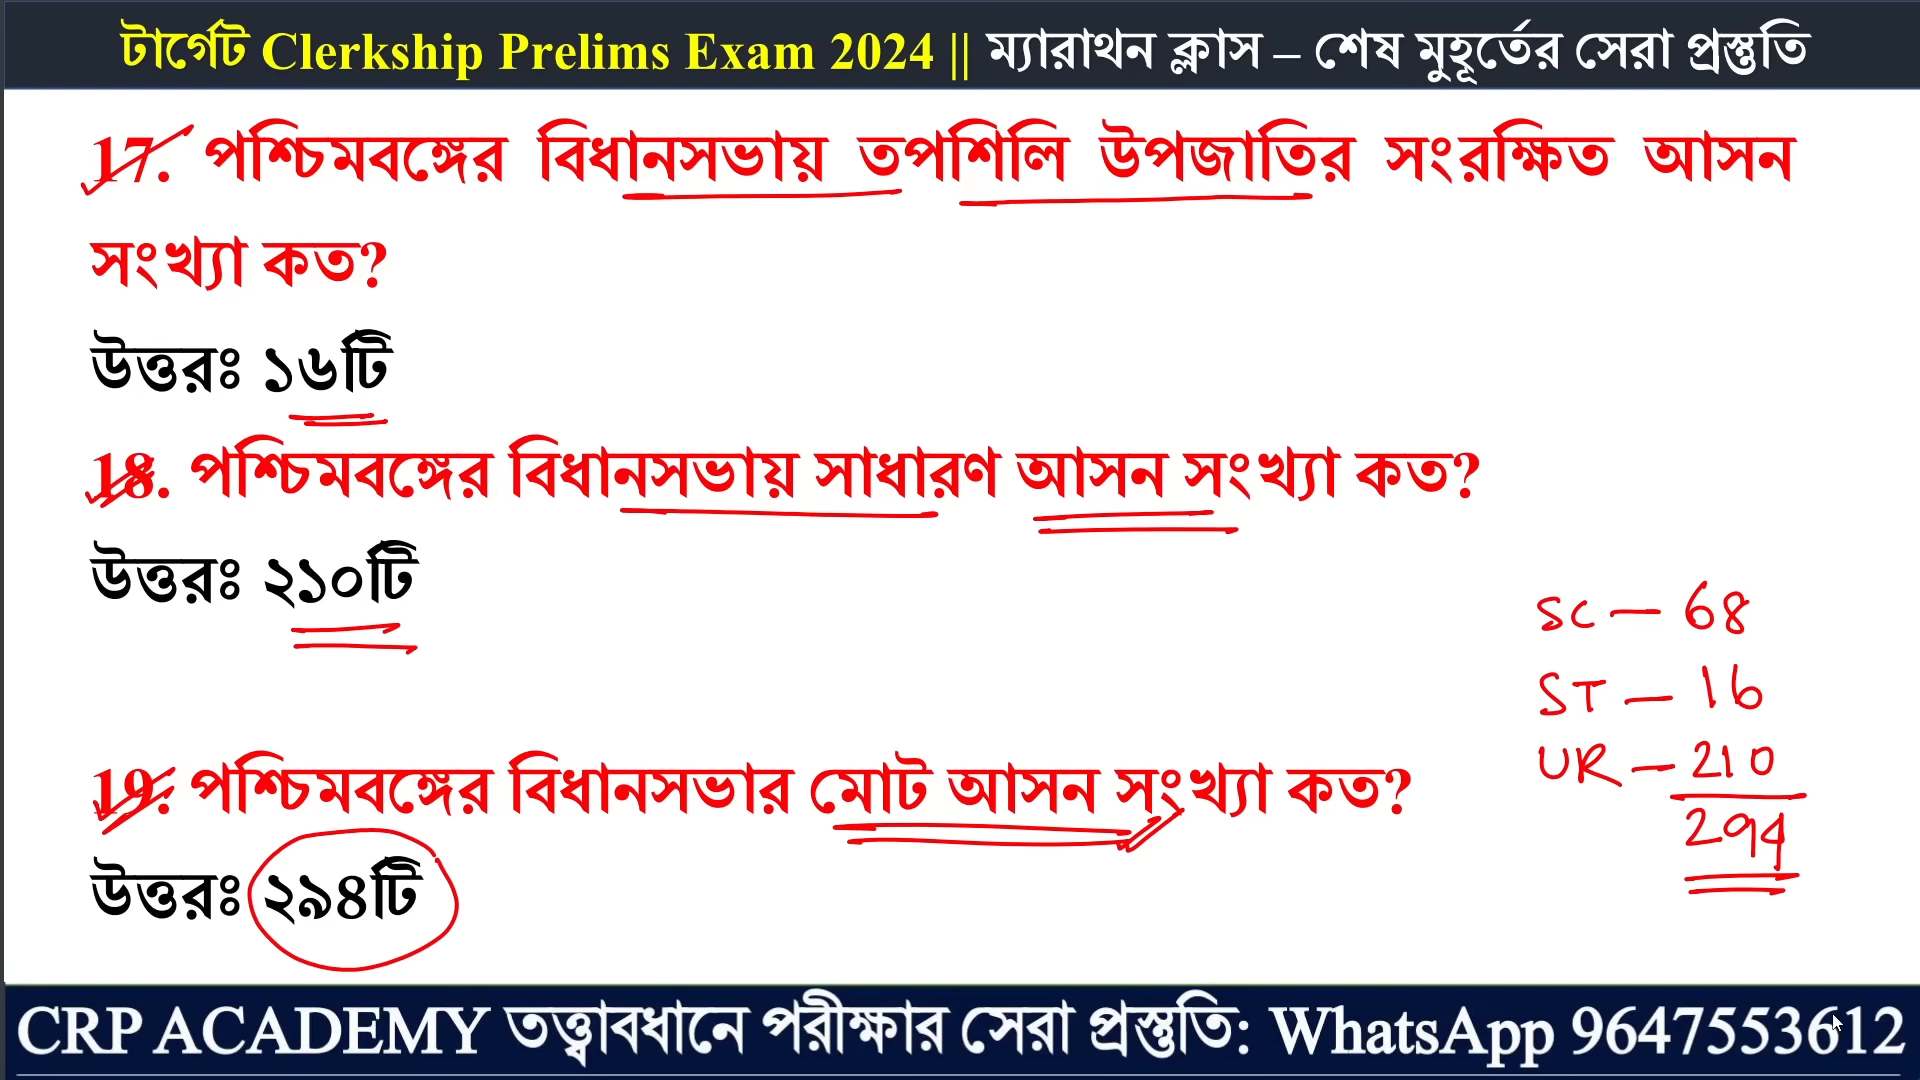 টার্গেট Clerkship Prelims Exam 2024 || ম্যারাথন ক্লাস – শেষ মুহূর্তের সেরা প্রস্তুতি
17. পশ্চিমবঙ্গের বিধানসভায় তপশিলি উপজাতির সংরক্ষিত আসন
সংখ্যা কত?
উত্তরঃ ১৬টি
18. পশ্চিমবঙ্গের বিধানসভায় সাধারণ আসন সংখ্যা কত?
উত্তরঃ ২১০টি
SC – 68
ST – 16
UR – 210
294
19. পশ্চিমবঙ্গের বিধানসভার মোট আসন সংখ্যা কত?
উত্তরঃ ২৯৪টি
CRP ACADEMY তত্ত্বাবধানে পরীক্ষার সেরা প্রস্তুতি: WhatsApp 9647553612